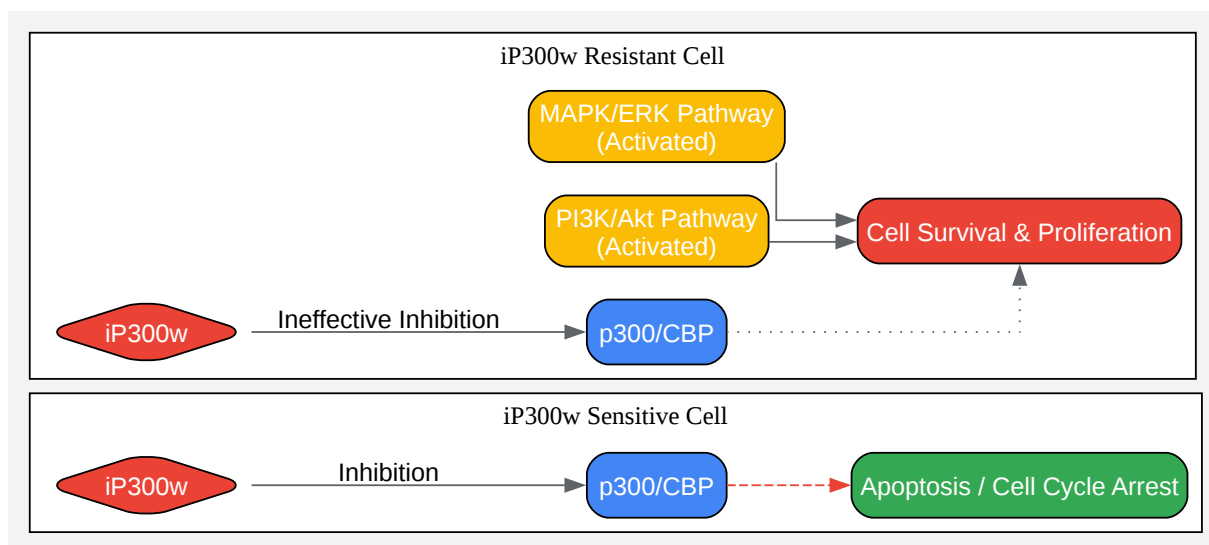 iP300w Resistant Cell
MAPK/ERK Pathway
(Activated)
PI3K/Akt Pathway
(Activated)
Cell Survival & Proliferation
iP300w
Ineffective Inhibition
p300/CBP
iP300w Sensitive Cell
iP300w
Inhibition
p300/CBP
Apoptosis / Cell Cycle Arrest